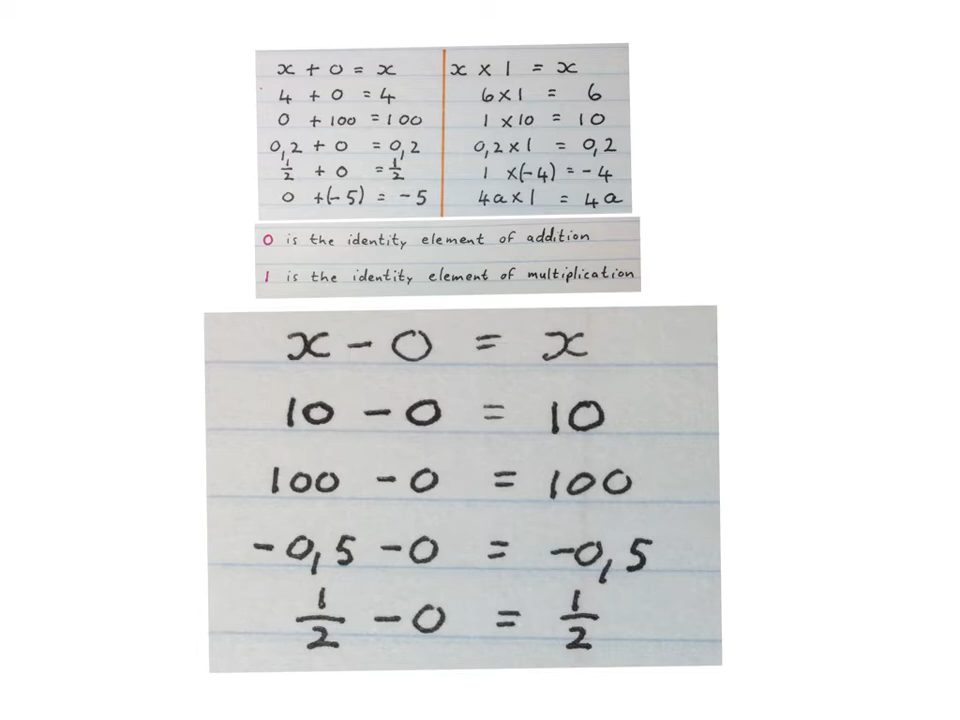 x + 0 = x
4 + 0 = 4
0 + 100 = 100
0,2 + 0 = 0,2
1/2 + 0 = 1/2
0 + (-5) = -5
x × 1 = x
6 × 1 = 6
1 × 10 = 10
0,2 × 1 = 0,2
1 × (-4) = -4
4a × 1 = 4a
0 is the identity element of addition
1 is the identity element of multiplication
x - 0 = x
10 - 0 = 10
100 - 0 = 100
-0,5 - 0 = -0,5
1/2 - 0 = 1/2